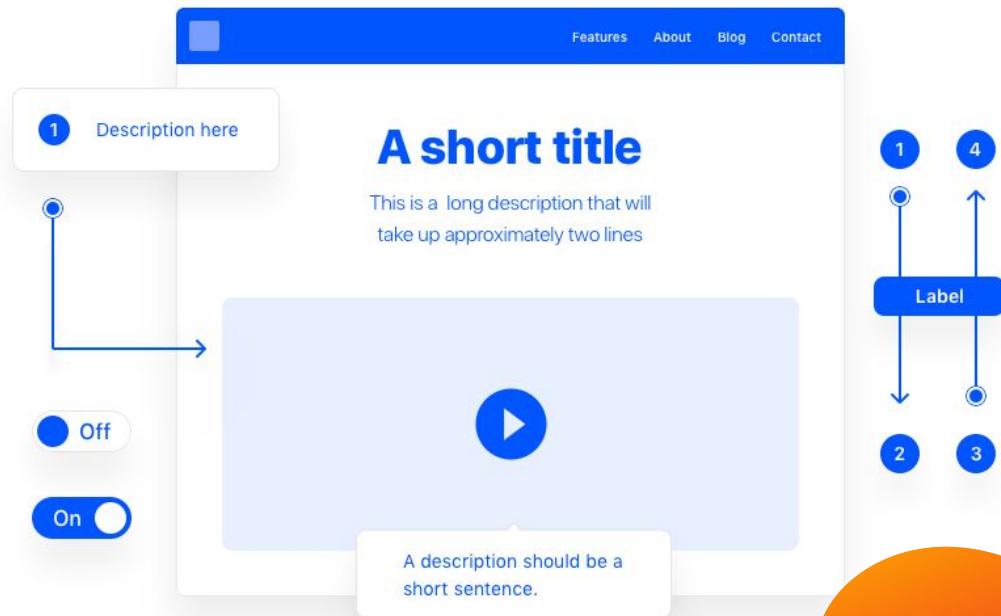 Features About Blog Contact
1 Description here
A short title
This is a long description that will
take up approximately two lines
1 4
Label
Off
2 3
On
A description should be a
short sentence.